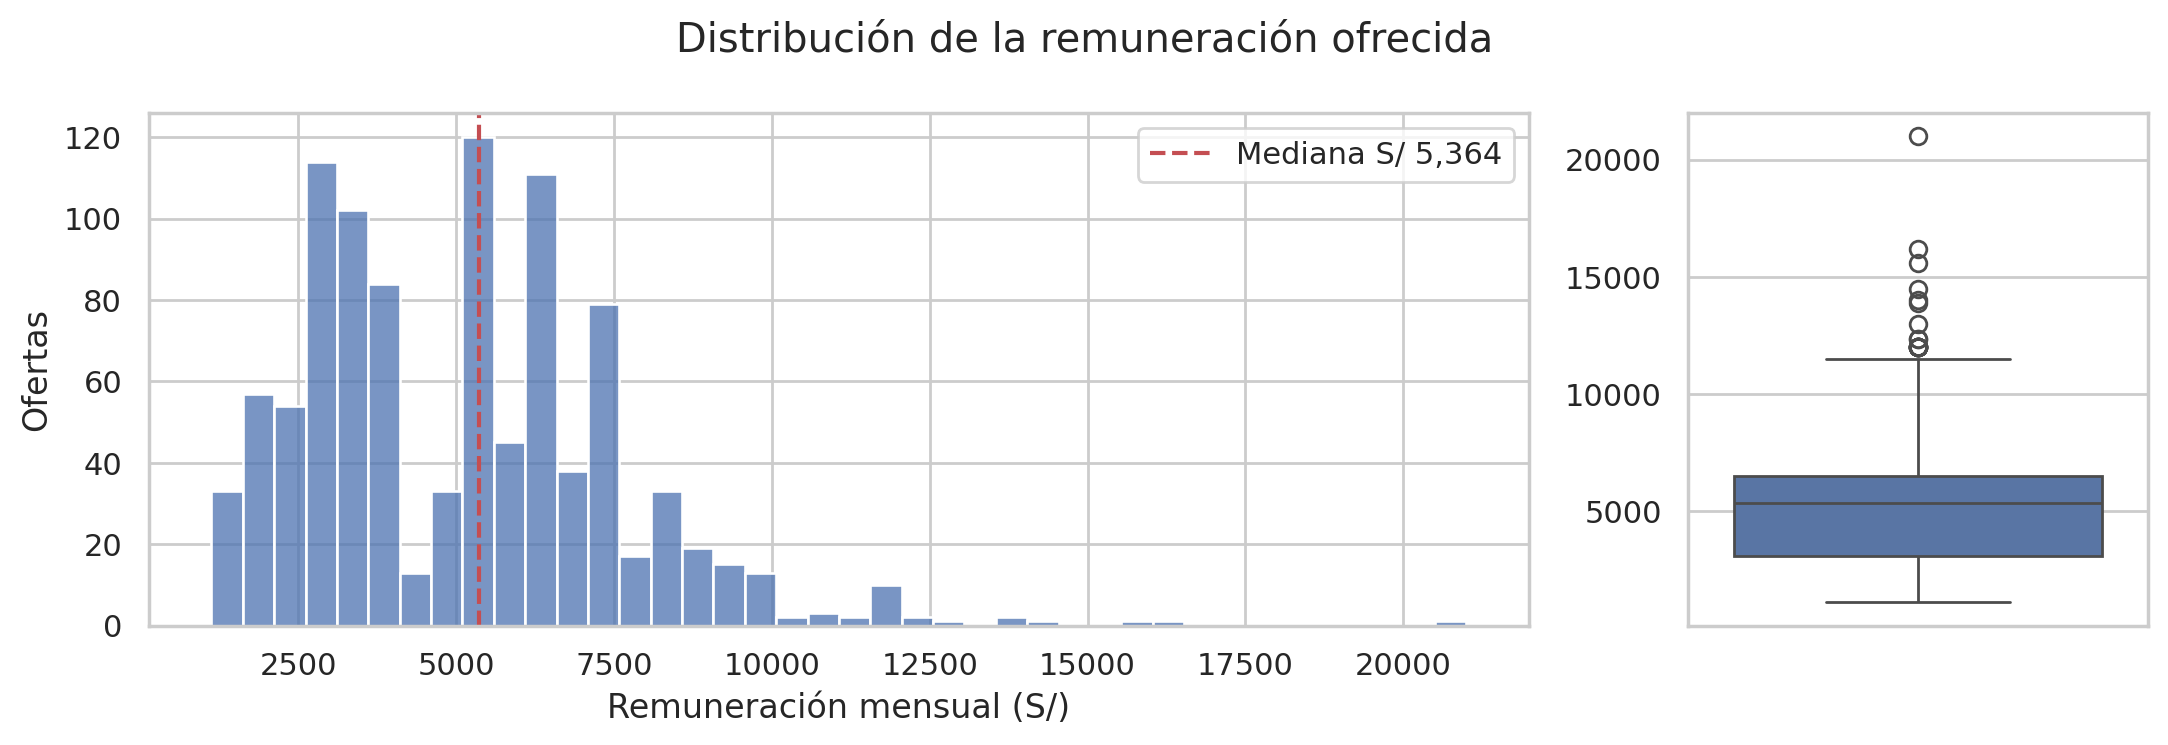 Distribución de la remuneración ofrecida
Ofertas
120
100
80
60
40
20
0
Mediana S/ 5,364
2500 5000 7500 10000 12500 15000 17500 20000
Remuneración mensual (S/)
20000
15000
10000
5000